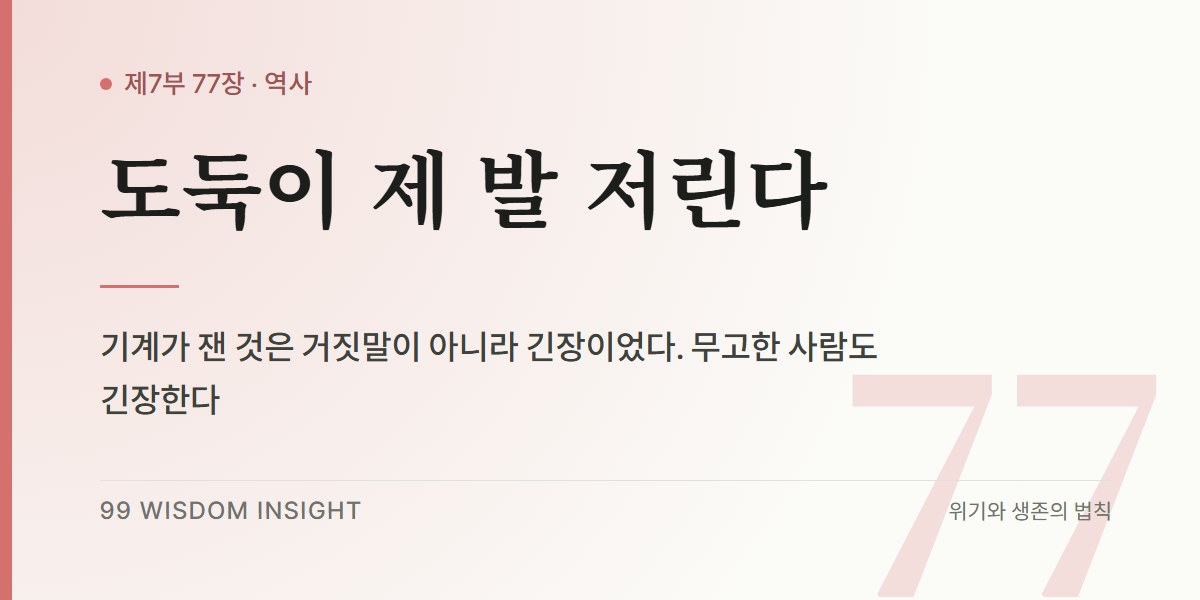 제7부 77장 · 역사
도둑이 제 발 저린다
기계가 잰 것은 거짓말이 아니라 긴장이었다. 무고한 사람도
긴장한다
77
99 WISDOM INSIGHT
위기와 생존의 법칙